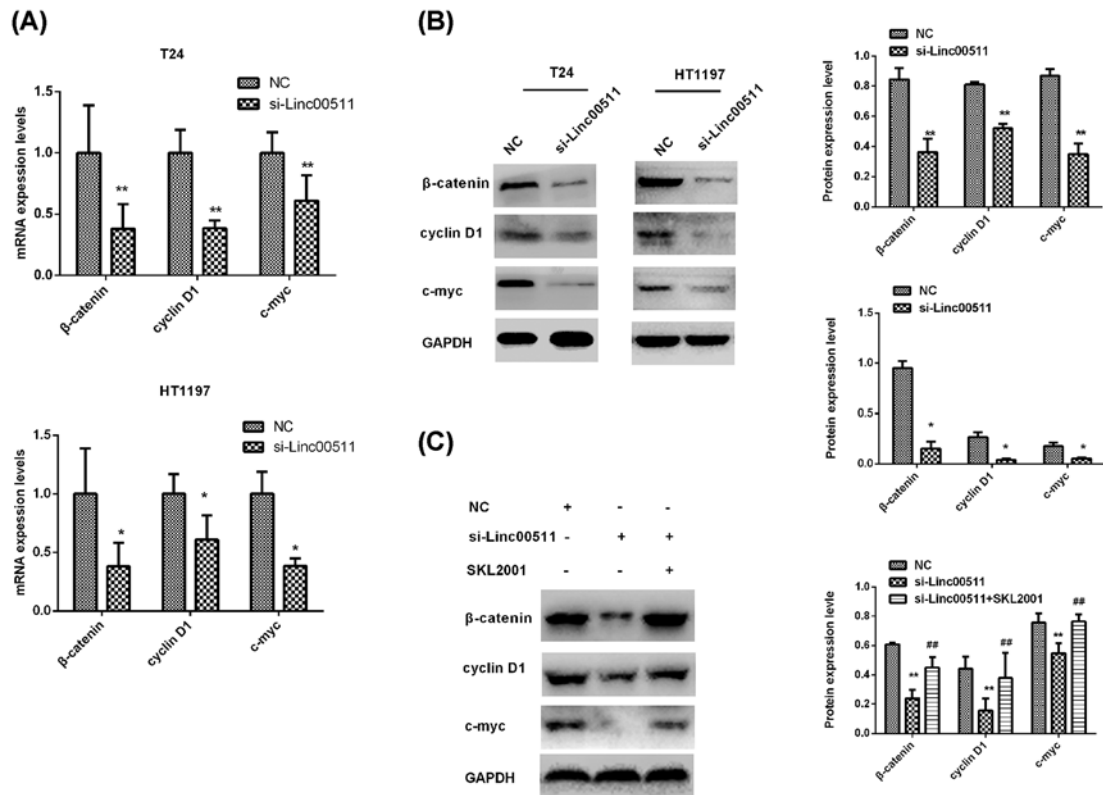 (A)
T24
NC
si-Linc00511
mRNA expession levels
1.5
1.0
0.5
0.0
** ** **
β-catenin cyclin D1 c-myc
HT1197
NC
si-Linc00511
mRNA expession levels
1.5
1.0
0.5
0.0
* * *
β-catenin cyclin D1 c-myc
(B)
T24 HT1197
NC si-Linc00511 NC si-Linc00511
β-catenin
cyclin D1
c-myc
GAPDH
NC
si-Linc00511
Protein expression level
1.0
0.8
0.6
0.4
0.2
0.0
** ** **
β-catenin cyclin D1 c-myc
NC
si-Linc00511
Protein expression level
1.5
1.0
0.5
0.0
* * *
β-catenin cyclin D1 c-myc
(C)
NC + - -
si-Linc00511 - + +
SKL2001 - - +
β-catenin
cyclin D1
c-myc
GAPDH
NC
si-Linc00511
si-Linc00511+SKL2001
Protein expression levle
1.0
0.8
0.6
0.4
0.2
0.0
** ## ** ## ** ##
β-catenin cyclin D1 c-myc